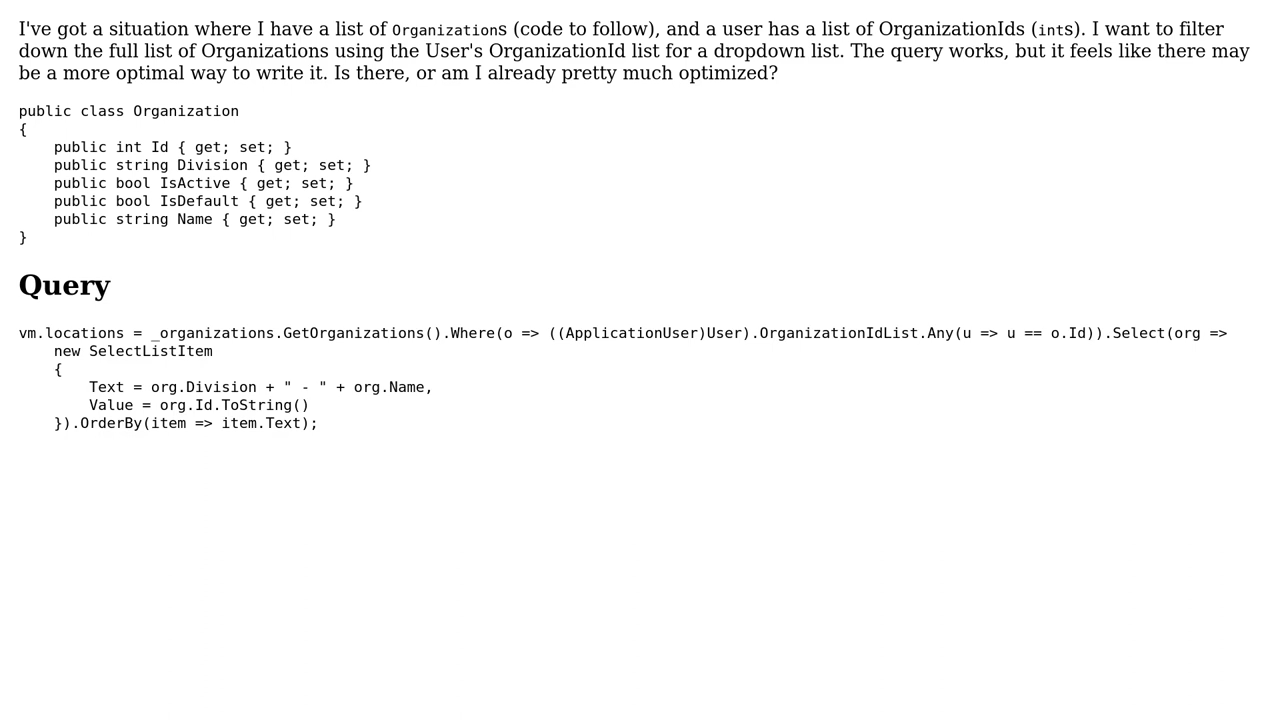 I've got a situation where I have a list of Organizations (code to follow), and a user has a list of OrganizationIds (ints). I want to filter
down the full list of Organizations using the User's OrganizationId list for a dropdown list. The query works, but it feels like there may
be a more optimal way to write it. Is there, or am I already pretty much optimized?
public class Organization
{
    public int Id { get; set; }
    public string Division { get; set; }
    public bool IsActive { get; set; }
    public bool IsDefault { get; set; }
    public string Name { get; set; }
}
Query
vm.locations = _organizations.GetOrganizations().Where(o => ((ApplicationUser)User).OrganizationIdList.Any(u => u == o.Id)).Select(org =>
    new SelectListItem
    {
        Text = org.Division + " - " + org.Name,
        Value = org.Id.ToString()
    }).OrderBy(item => item.Text);